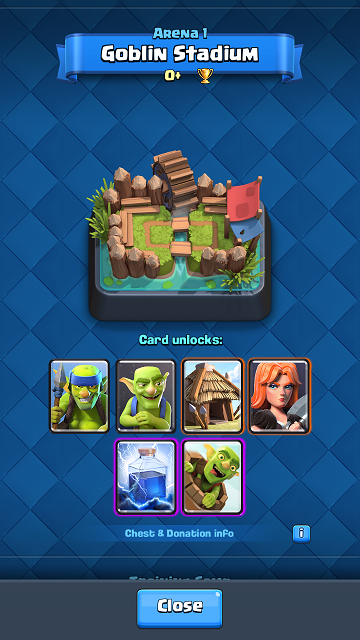 Arena 1
Goblin Stadium
0+
Card unlocks:
Chest & Donation info
i
Close